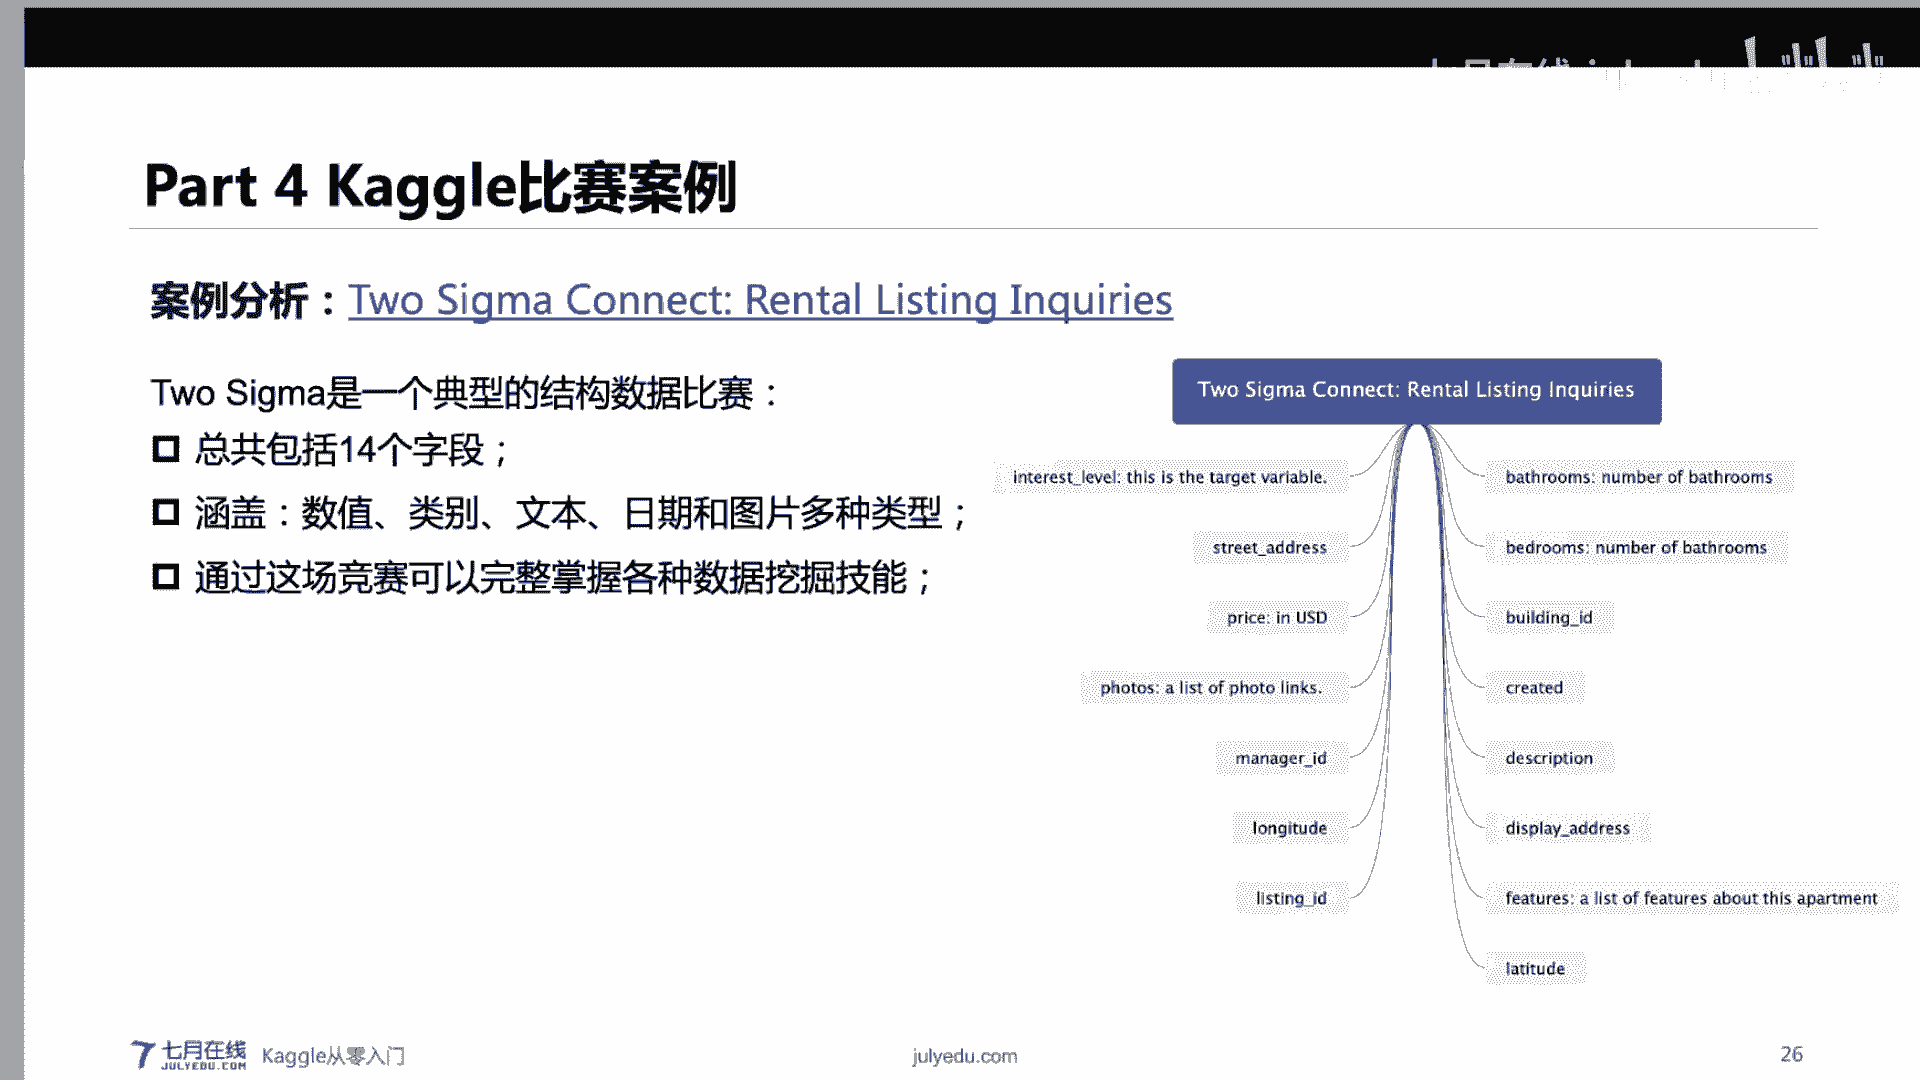 Part 4 Kaggle比赛案例
案例分析：Two Sigma Connect: Rental Listing Inquiries
Two Sigma是一个典型的结构数据比赛：
总共包括14个字段；
涵盖：数值、类别、文本、日期和图片多种类型；
通过这场竞赛可以完整掌握各种数据挖掘技能；
Two Sigma Connect: Rental Listing Inquiries
interest_level: this is the target variable.
street_address
price: in USD
photos: a list of photo links.
manager_id
longitude
listing_id
bathrooms: number of bathrooms
bedrooms: number of bathrooms
building_id
created
description
display_address
features: a list of features about this apartment
latitude
七月在线
JULYEDU.COM
Kaggle从零入门
julyedu.com
26